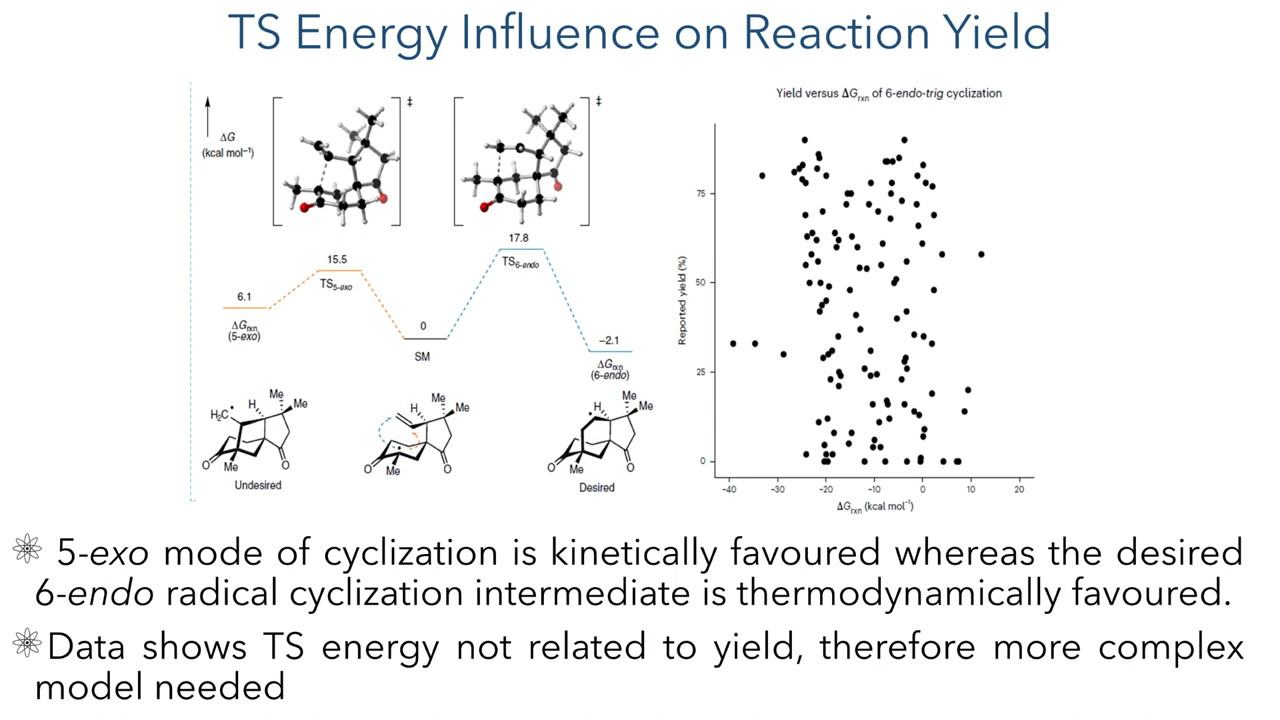 TS Energy Influence on Reaction Yield
ΔG
(kcal mol⁻¹)
‡
‡
6.1
ΔGrxn
(5-exo)
15.5
TS5-exo
0
SM
17.8
TS6-endo
−2.1
ΔGrxn
(6-endo)
H₂C
H
Me
Me
O
Me
O
Undesired
H
Me
Me
O
Me
O
H
Me
Me
O
Me
O
Desired
Yield versus ΔGrxn of 6-endo-trig cyclization
Reported yield (%)
75
50
25
0
−40 −30 −20 −10 0 10 20
ΔGrxn (kcal mol⁻¹)
5-exo mode of cyclization is kinetically favoured whereas the desired
6-endo radical cyclization intermediate is thermodynamically favoured.
Data shows TS energy not related to yield, therefore more complex
model needed